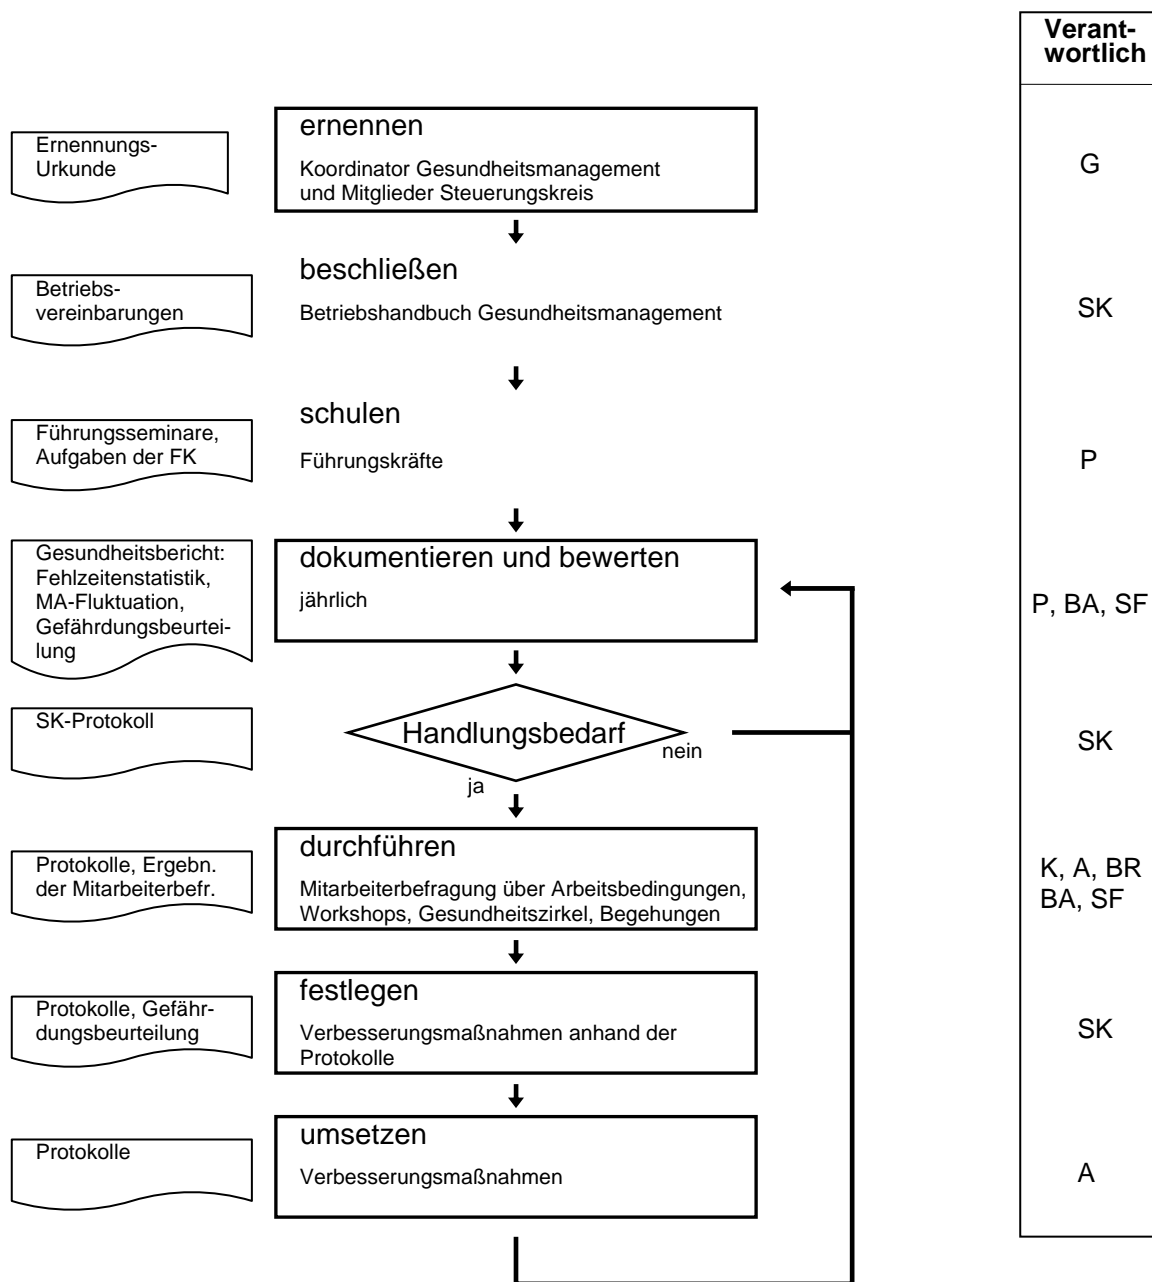 Verant-
wortlich
Ernennungs-
Urkunde
ernennen
Koordinator Gesundheitsmanagement
und Mitglieder Steuerungskreis
G
Betriebs-
vereinbarungen
beschließen
Betriebshandbuch Gesundheitsmanagement
SK
Führungsseminare,
Aufgaben der FK
schulen
Führungskräfte
P
Gesundheitsbericht:
Fehlzeitenstatistik,
MA-Fluktuation,
Gefährdungsbeurtei-
lung
dokumentieren und bewerten
jährlich
P, BA, SF
SK-Protokoll
Handlungsbedarf
nein
ja
SK
Protokolle, Ergebn.
der Mitarbeiterbefr.
durchführen
Mitarbeiterbefragung über Arbeitsbedingungen,
Workshops, Gesundheitszirkel, Begehungen
K, A, BR
BA, SF
Protokolle, Gefähr-
dungsbeurteilung
festlegen
Verbesserungsmaßnahmen anhand der
Protokolle
SK
Protokolle
umsetzen
Verbesserungsmaßnahmen
A